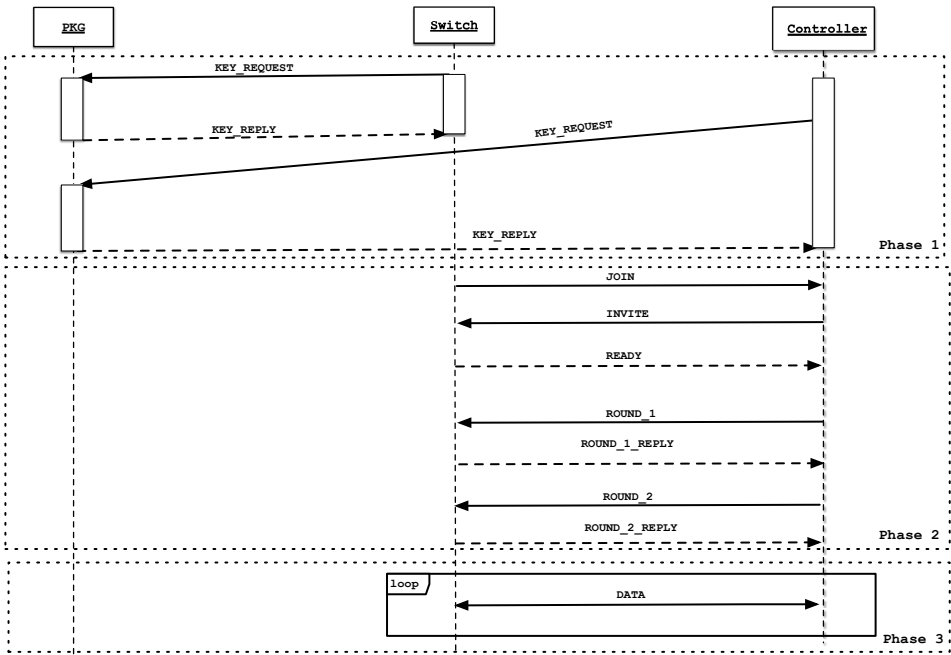 PKG
Switch
Controller
KEY_REQUEST
KEY_REPLY
KEY_REQUEST
KEY_REPLY
Phase 1
JOIN
INVITE
READY
ROUND_1
ROUND_1_REPLY
ROUND_2
ROUND_2_REPLY
Phase 2
loop
DATA
Phase 3